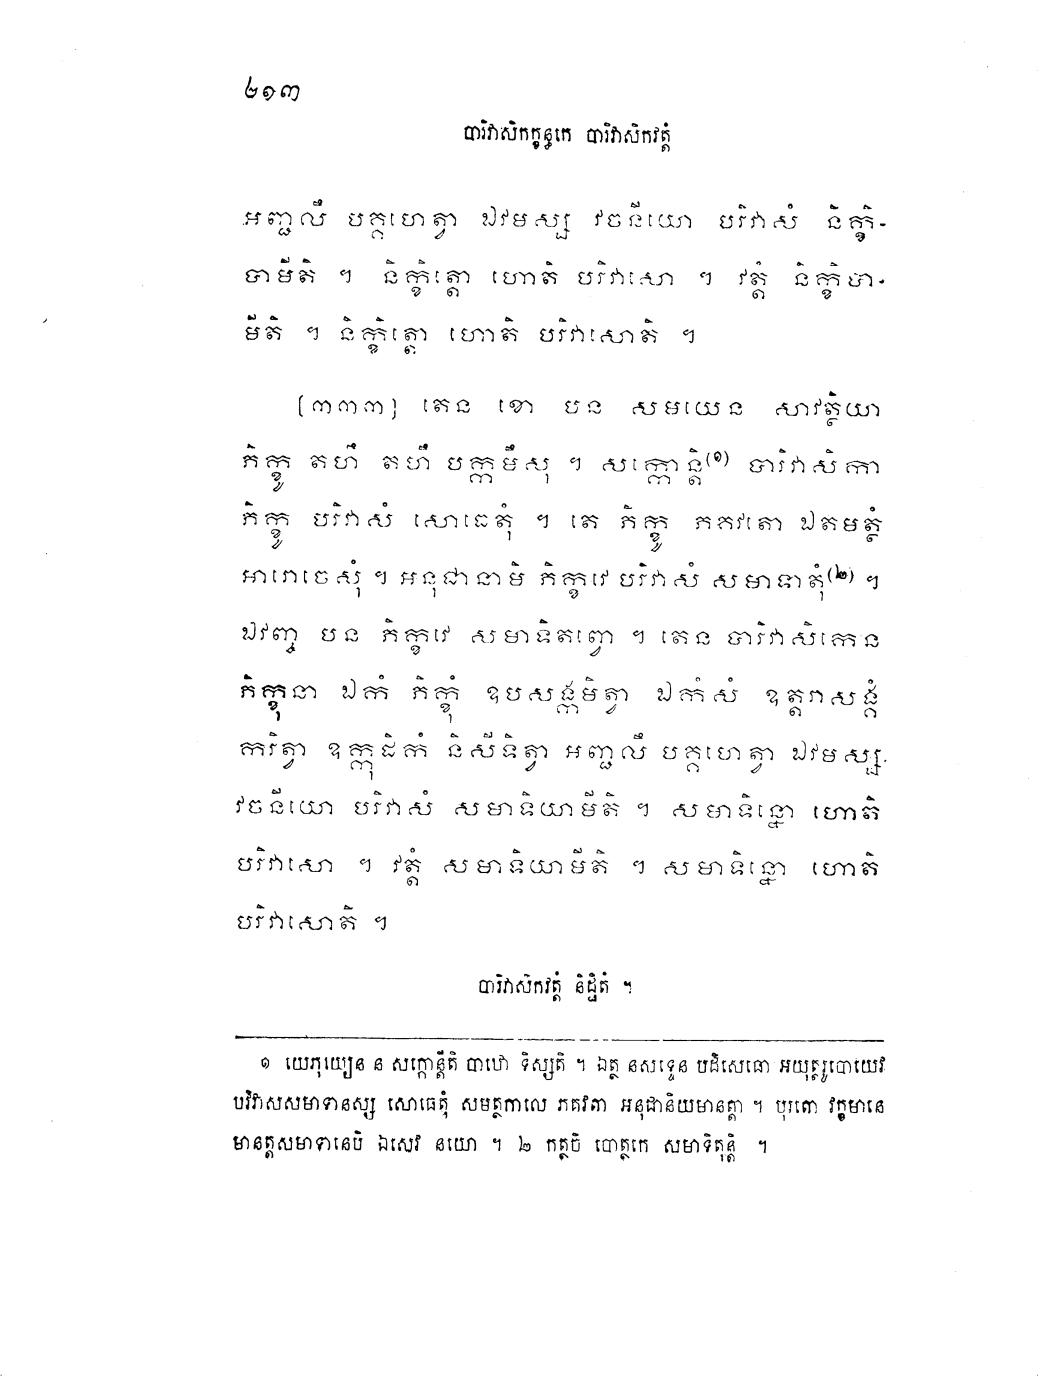 ២១៣
បារិវាសិកក្ខន្ធកេ បារិវាសិកវត្តំ
អញ្ជលឹ បគ្គហេត្វា ឯវមស្ស វចនីយោ បរិវាសំ និក្ខិ-
បាមីតិ ។ និក្ខិត្តោ ហោតិ បរិវាសោ ។ វត្តំ និក្ខិបា-
មីតិ ។ និក្ខិត្តោ ហោតិ បរិវាសោតិ ។
[៣៣៣] តេន ខោ បន សមយេន សាវត្ថិយា
ភិក្ខូ តហឹ តហឹ បក្កមឹសុ ។ សក្កោន្តិ(១) បារិវាសិកា
ភិក្ខូ បរិវាសំ សោធេតុំ ។ តេ ភិក្ខូ ភគវតោ ឯតមត្ថំ
អារោចេសុំ ។ អនុជានាមិ ភិក្ខវេ បរិវាសំ សមាទាតុំ(២) ។
ឯវញ្ច បន ភិក្ខវេ សមាទិតព្វោ ។ តេន បារិវាសិកេន
ភិក្ខុនា ឯកំ ភិក្ខុំ ឧបសង្កមិត្វា ឯកំសំ ឧត្តរាសង្គំ
ករិត្វា ឧក្កុដិកំ និសីទិត្វា អញ្ជលឹ បគ្គហេត្វា ឯវមស្ស
វចនីយោ បរិវាសំ សមាទិយាមីតិ ។ សមាទិន្នោ ហោតិ
បរិវាសោ ។ វត្តំ សមាទិយាមីតិ ។ សមាទិន្នោ ហោតិ
បរិវាសោតិ ។
បារិវាសិកវត្តំ និដ្ឋិតំ ។
១ យេភុយ្យេន ន សក្កោន្តីតិ បាឋោ ទិស្សតិ ។ ឯត្ថ នសទ្ទេន បដិសេធោ អយុត្តរូបោយេវ
បរិវាសសមាទានស្ស សោធេតុំ សមត្ថកាលេ ភគវតា អនុជានិយមានត្តា ។ បុរតោ វក្ខមានេ
មានត្តសមាទានេបិ ឯសេវ នយោ ។ ២ កត្ថចិ បោត្ថកេ សមាទិតុន្តិ ។